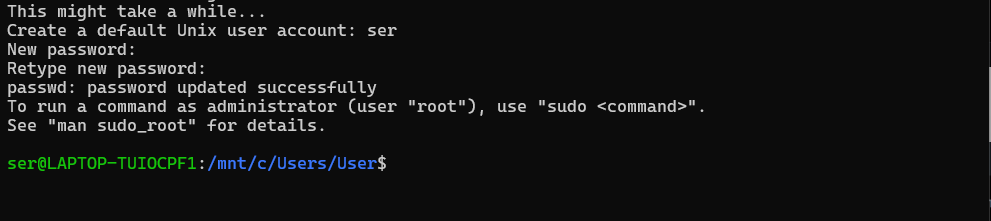 This might take a while...
Create a default Unix user account: ser
New password:
Retype new password:
passwd: password updated successfully
To run a command as administrator (user "root"), use "sudo <command>".
See "man sudo_root" for details.
ser@LAPTOP-TUIOCPF1:/mnt/c/Users/User$